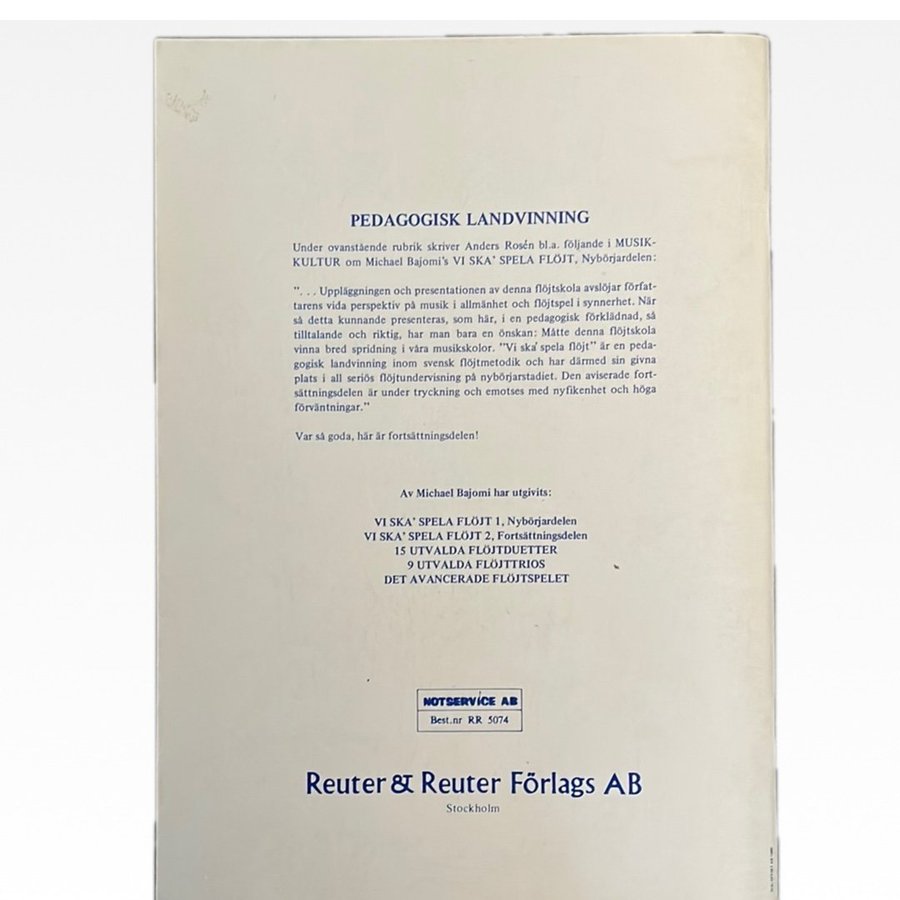 PEDAGOGISK LANDVINNING
Under ovanstående rubrik skriver Anders Rosén bl.a. följande i MUSIK-
KULTUR om Michael Bajomi's VI SKA' SPELA FLÖJT, Nybörjardelen:
"... Uppläggningen och presentationen av denna flöjtskola avslöjar förfat-
tarens vida perspektiv på musik i allmänhet och flöjtspel i synnerhet. När
så detta kunnande presenteras, som här, i en pedagogisk förklädnad, så
tilltalande och riktig, har man bara en önskan: Måtte denna flöjtskola
vinna bred spridning i våra musikskolor. "Vi ska' spela flöjt" är en peda-
gogisk landvinning inom svensk flöjtmetodik och har därmed sin givna
plats i all seriös flöjtundervisning på nybörjarstadiet. Den aviserade fort-
sättningsdelen är under tryckning och emotses med nyfikenhet och höga
förväntningar."
Var så goda, här är fortsättningsdelen!
Av Michael Bajomi har utgivits:
VI SKA' SPELA FLÖJT 1, Nybörjardelen
VI SKA' SPELA FLÖJT 2, Fortsättningsdelen
15 UTVALDA FLÖJTDUETTER
9 UTVALDA FLÖJTTRIOS
DET AVANCERADE FLÖJTSPELET
NOTSERVICE AB
Best.nr RR 5074
Reuter & Reuter Förlags AB
Stockholm